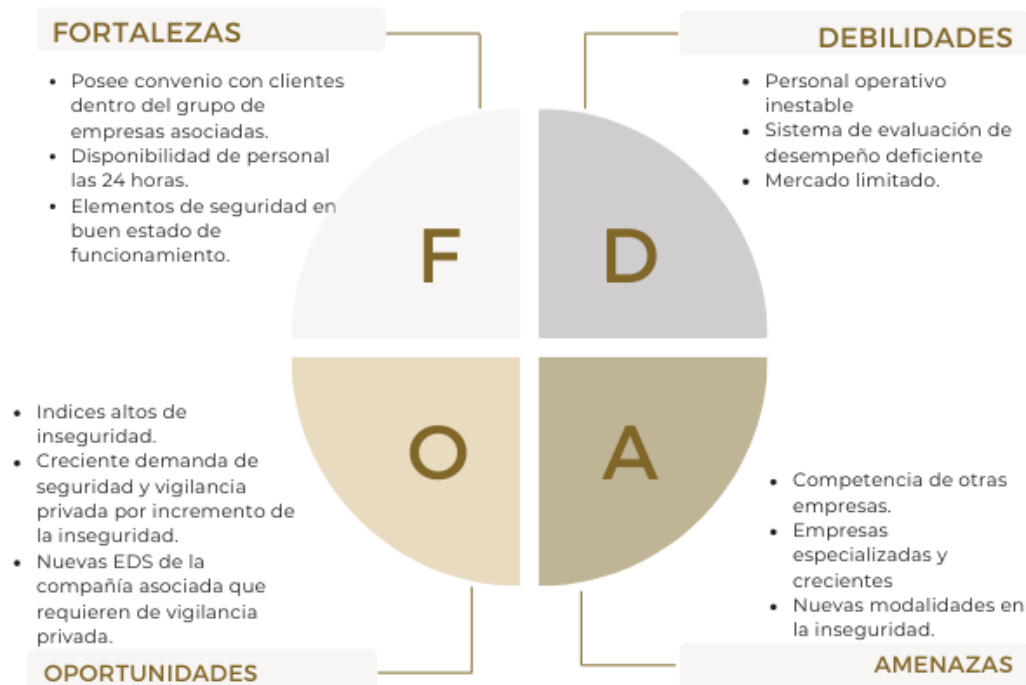 FORTALEZAS
• Posee convenio con clientes
dentro del grupo de
empresas asociadas.
• Disponibilidad de personal
las 24 horas.
• Elementos de seguridad en
buen estado de
funcionamiento.
DEBILIDADES
• Personal operativo
inestable
• Sistema de evaluación de
desempeño deficiente
• Mercado limitado.
F
D
O
A
• Indices altos de
inseguridad.
• Creciente demanda de
seguridad y vigilancia
privada por incremento de
la inseguridad.
• Nuevas EDS de la
compañía asociada que
requieren de vigilancia
privada.
OPORTUNIDADES
• Competencia de otras
empresas.
• Empresas
especializadas y
crecientes
• Nuevas modalidades en
la inseguridad.
AMENAZAS